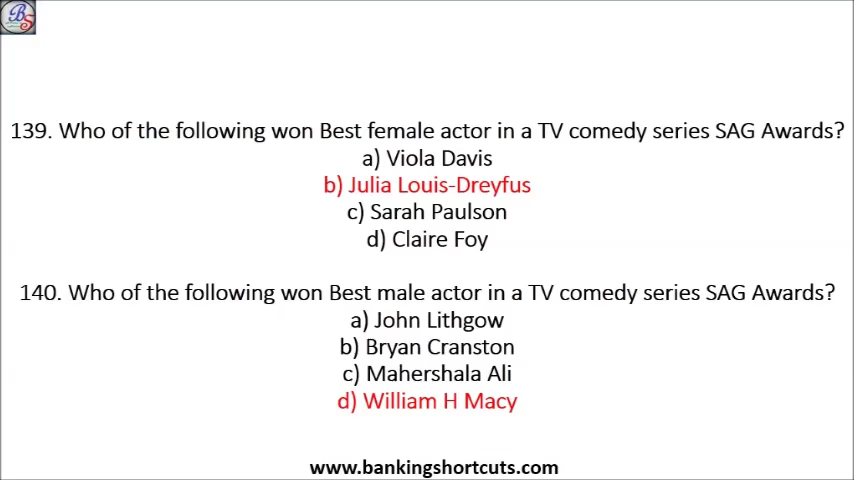 BS
139. Who of the following won Best female actor in a TV comedy series SAG Awards?
a) Viola Davis
b) Julia Louis-Dreyfus
c) Sarah Paulson
d) Claire Foy
140. Who of the following won Best male actor in a TV comedy series SAG Awards?
a) John Lithgow
b) Bryan Cranston
c) Mahershala Ali
d) William H Macy
www.bankingshortcuts.com